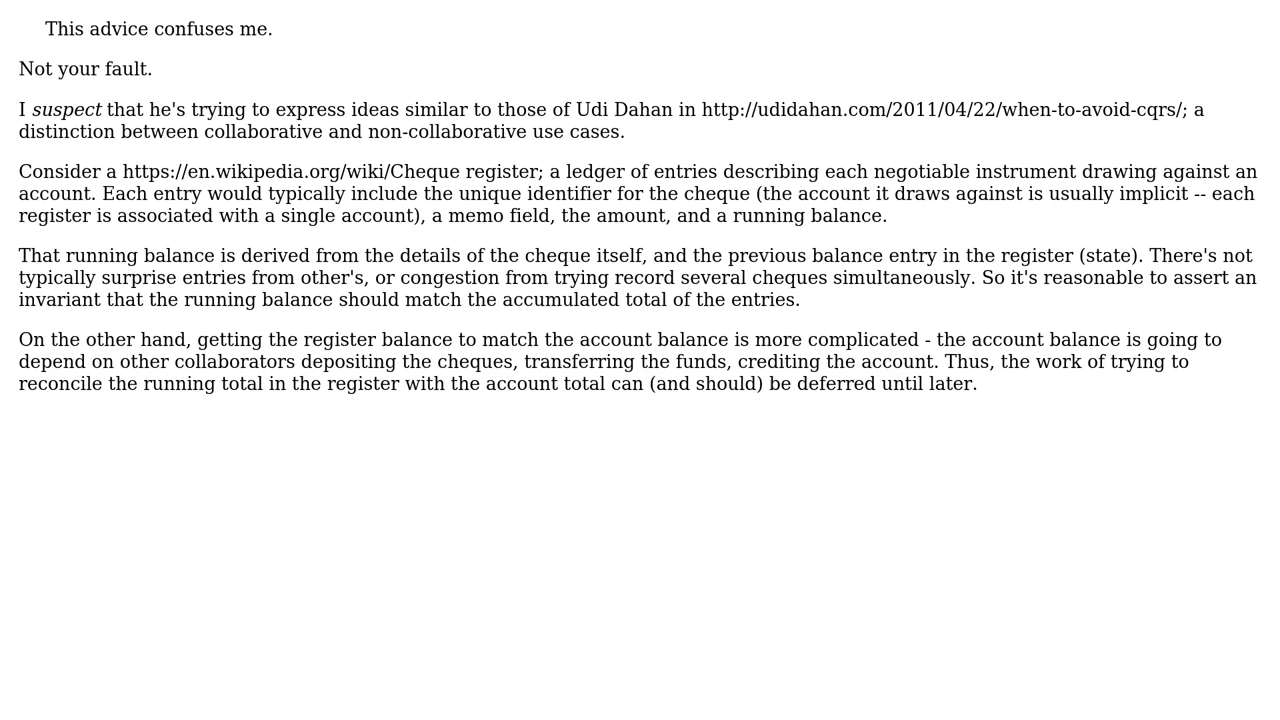 This advice confuses me.
Not your fault.
I suspect that he's trying to express ideas similar to those of Udi Dahan in http://udidahan.com/2011/04/22/when-to-avoid-cqrs/; a
distinction between collaborative and non-collaborative use cases.
Consider a https://en.wikipedia.org/wiki/Cheque register; a ledger of entries describing each negotiable instrument drawing against an
account. Each entry would typically include the unique identifier for the cheque (the account it draws against is usually implicit -- each
register is associated with a single account), a memo field, the amount, and a running balance.
That running balance is derived from the details of the cheque itself, and the previous balance entry in the register (state). There's not
typically surprise entries from other's, or congestion from trying record several cheques simultaneously. So it's reasonable to assert an
invariant that the running balance should match the accumulated total of the entries.
On the other hand, getting the register balance to match the account balance is more complicated - the account balance is going to
depend on other collaborators depositing the cheques, transferring the funds, crediting the account. Thus, the work of trying to
reconcile the running total in the register with the account total can (and should) be deferred until later.